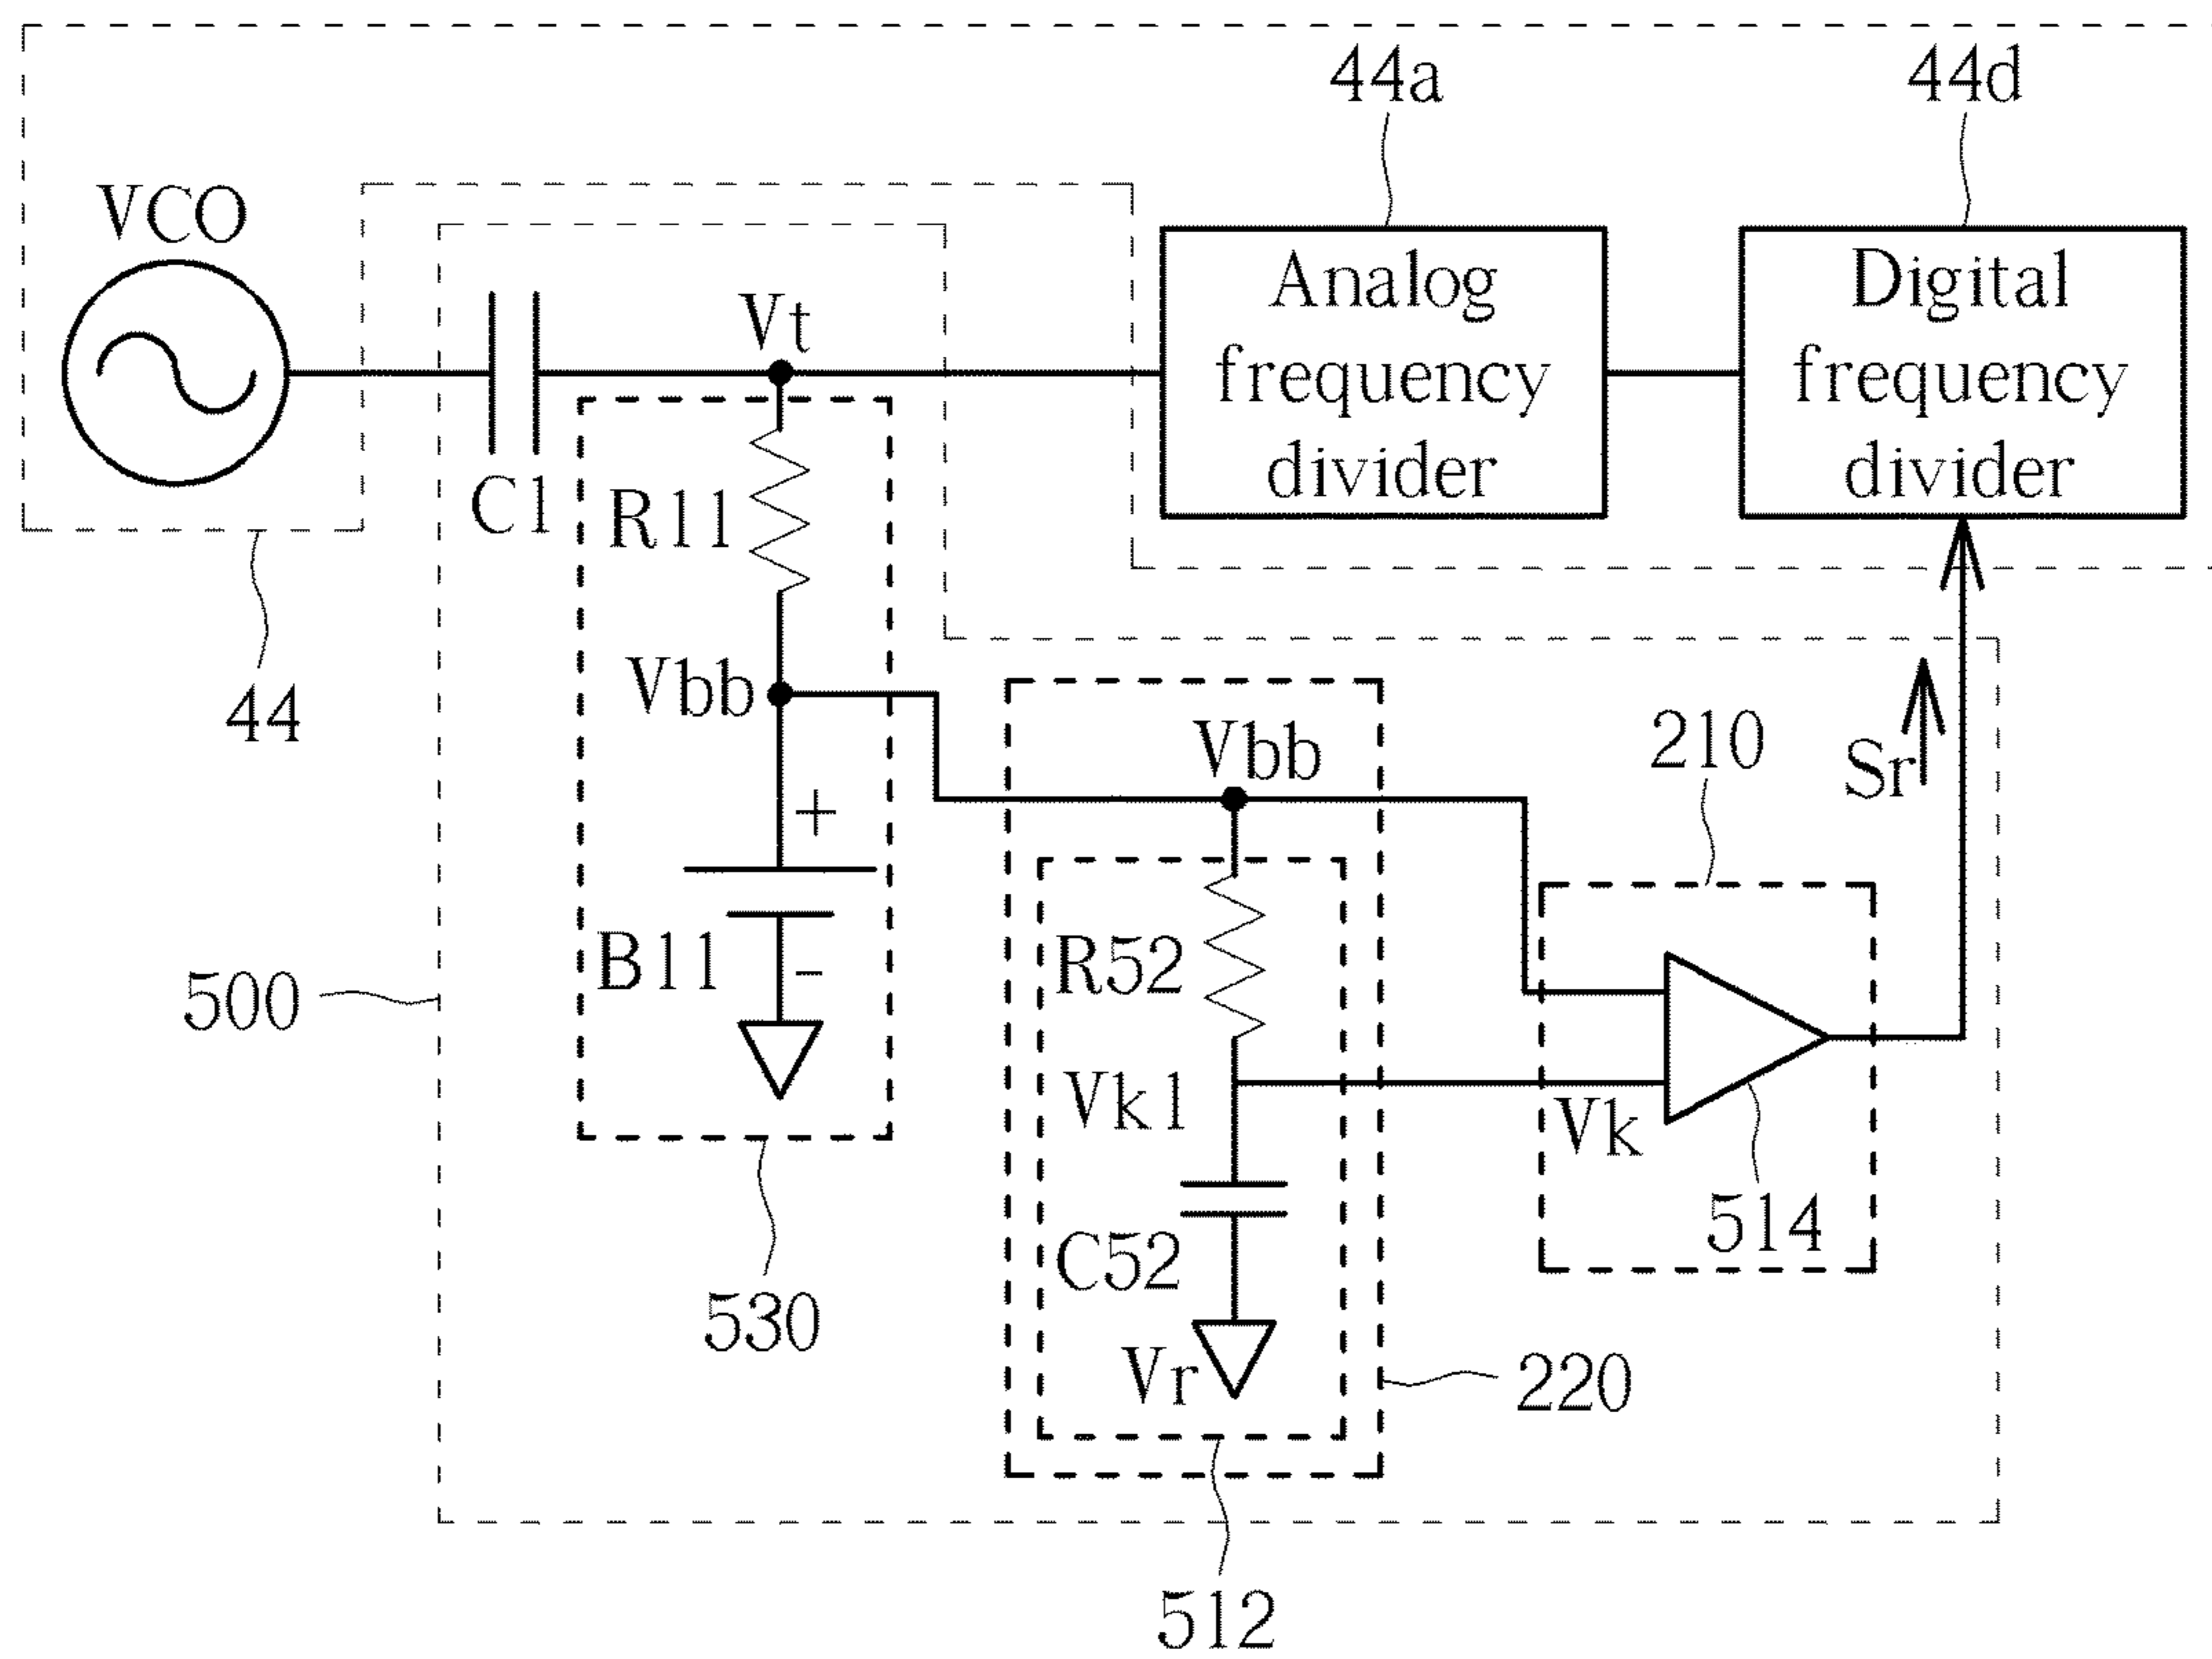 44a
44d
VCO
Analog
frequency
divider
Digital
frequency
divider
Vt
C1
R11
44
Vbb
Vbb
210
Sr
+
B11
-
R52
500
Vk1
Vk
514
C52
530
Vr
220
512